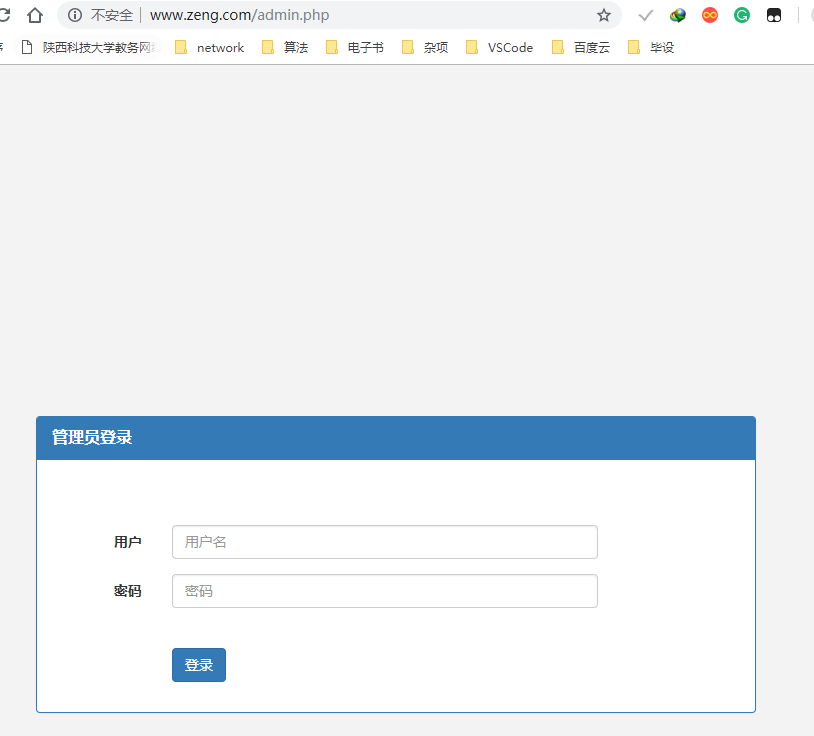 不安全 www.zeng.com/admin.php
陕西科技大学教务网 network 算法 电子书 杂项 VSCode 百度云 毕设
管理员登录
用户 用户名
密码 密码
登录